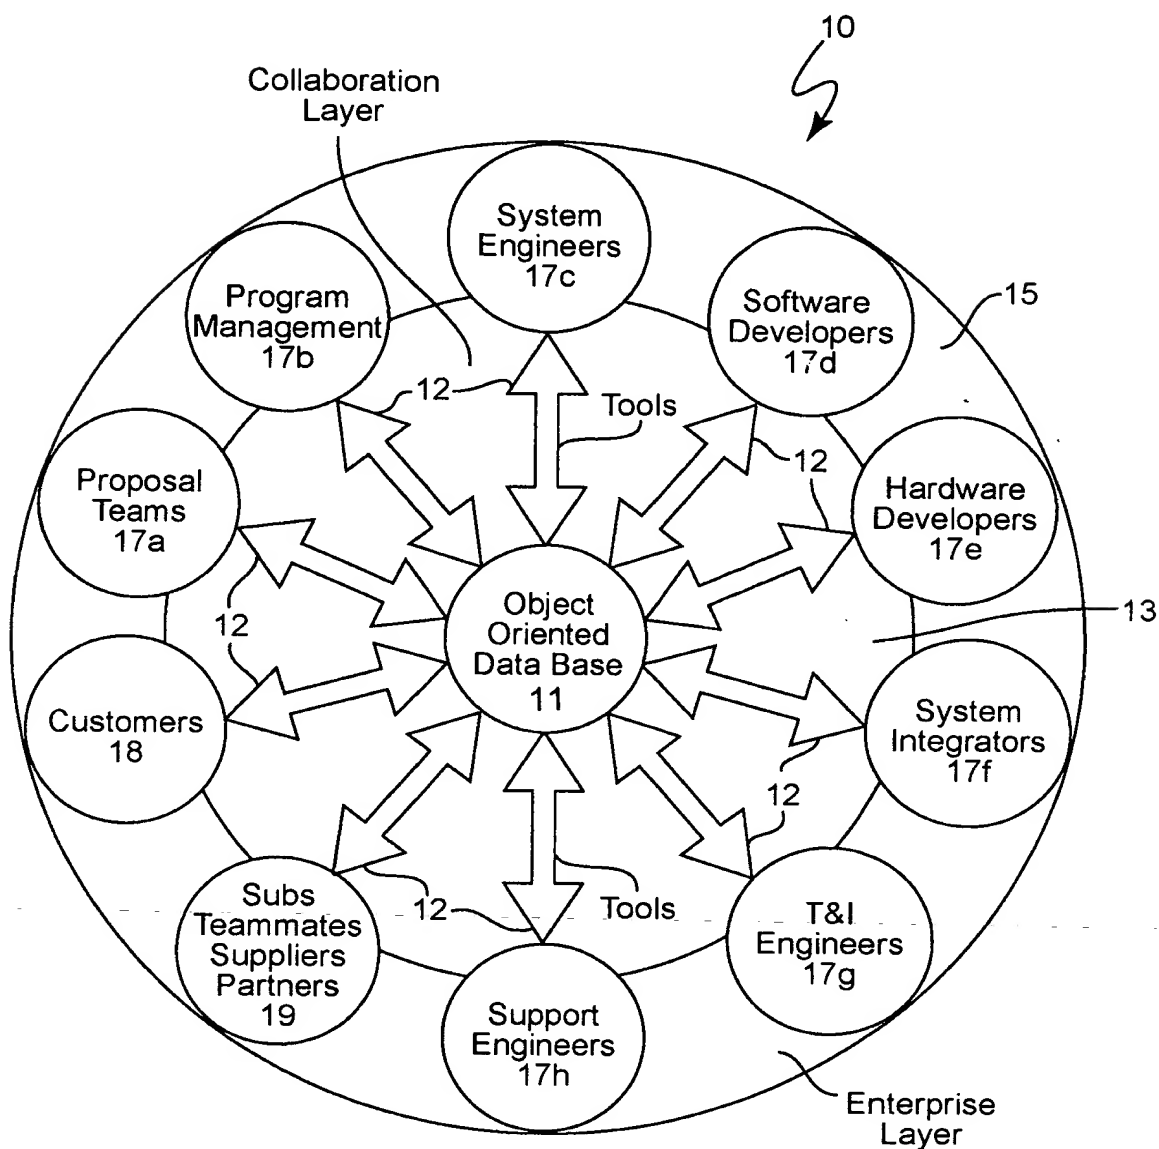 10
Collaboration
Layer
System
Engineers
17c
Program
Management
17b
Software
Developers
17d
15
12
Tools
12
Proposal
Teams
17a
Hardware
Developers
17e
12
Object
Oriented
Data Base
11
13
Customers
18
System
Integrators
17f
12
12
Tools
Subs
Teammates
Suppliers
Partners
19
T&I
Engineers
17g
Support
Engineers
17h
Enterprise
Layer